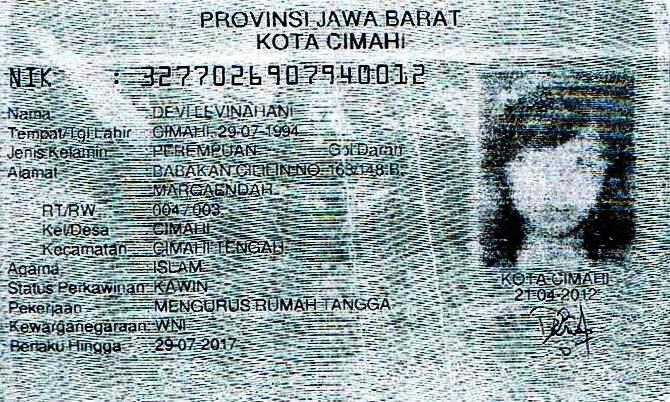 PROVINSI JAWA BARAT
KOTA CIMAHI
NIK : 3277026907940012
Nama DEVI LEVINAHANI
Tempat/Tgl Lahir CIMAHI, 29-07-1994
Jenis Kelamin PEREMPUAN Gol Darah
Alamat BABAKAN CILILIN NO. 163/148 B.
MARGAENDAH
RT/RW 004 / 003
Kel/Desa CIMAHI
Kecamatan CIMAHI TENGAH
Agama ISLAM
Status Perkawinan: KAWIN
Pekerjaan MENGURUS RUMAH TANGGA
Kewarganegaraan: WNI
Berlaku Hingga 29-07-2017
KOTA CIMAHI
21-04-2012